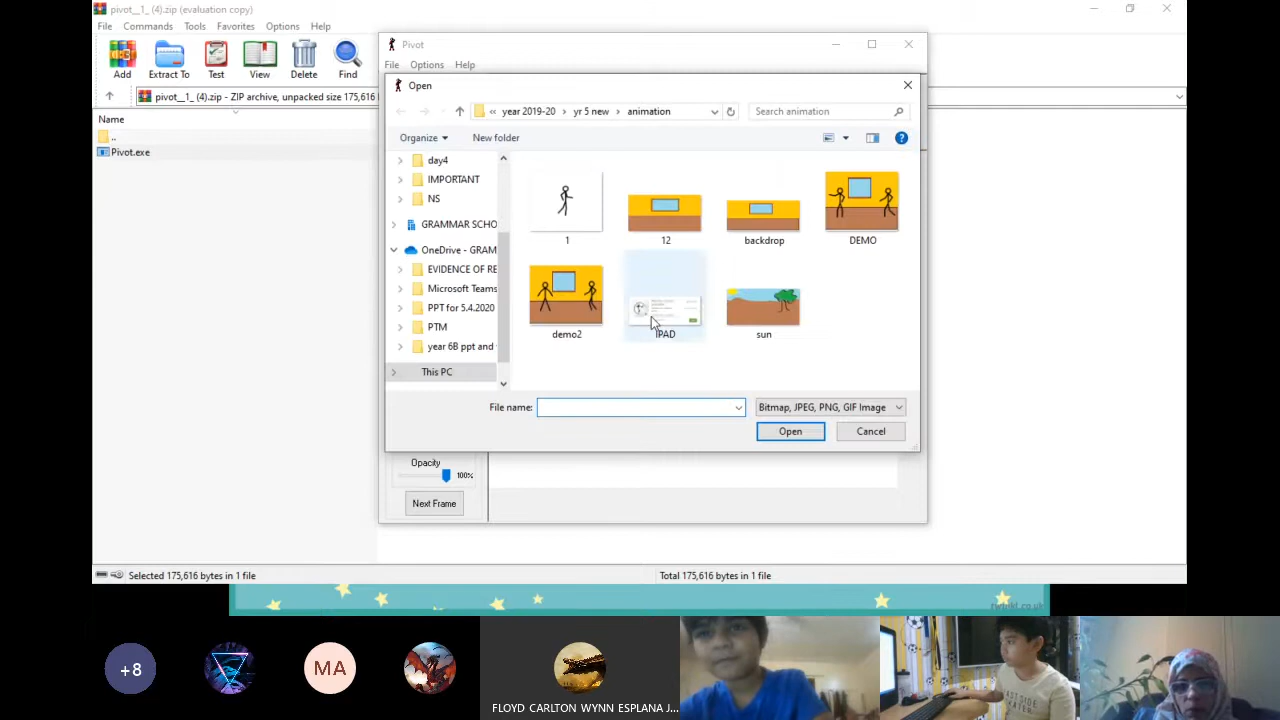 pivot__1_ (4).zip (evaluation copy)
File Commands Tools Favorites Options Help
Add Extract To Test View Delete Find
pivot__1_ (4).zip - ZIP archive, unpacked size 175,616
Name
..
Pivot.exe
Pivot
File Options Help
Open
« year 2019-20 > yr 5 new > animation
Search animation
Organize New folder
day4
IMPORTANT
NS
GRAMMAR SCHO
OneDrive - GRAM
EVIDENCE OF RE
Microsoft Teams
PPT for 5.4.2020
PTM
year 6B ppt and
This PC
1 12 backdrop DEMO
demo2 IPAD sun
File name:
Bitmap, JPEG, PNG, GIF Image
Open Cancel
Opacity
100%
Next Frame
Selected 175,616 bytes in 1 file
Total 175,616 bytes in 1 file
+8
MA
FLOYD CARLTON WYNN ESPLANA J...